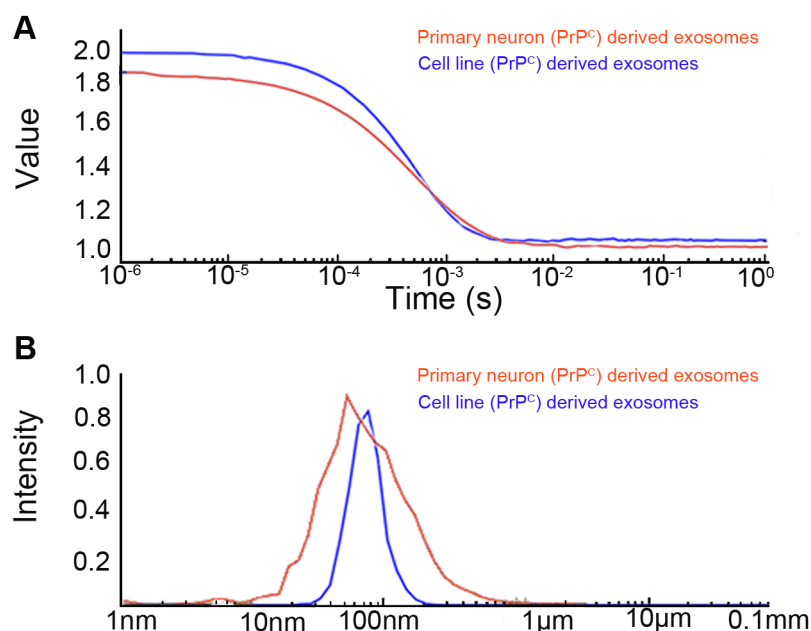 A
Primary neuron (PrPᶜ) derived exosomes
Cell line (PrPᶜ) derived exosomes
Value
2.0
1.8
1.6
1.4
1.2
1.0
10⁻⁶ 10⁻⁵ 10⁻⁴ 10⁻³ 10⁻² 10⁻¹ 10⁰
Time (s)
B
Primary neuron (PrPᶜ) derived exosomes
Cell line (PrPᶜ) derived exosomes
Intensity
1.0
0.8
0.6
0.4
0.2
1nm 10nm 100nm 1µm 10µm 0.1mm